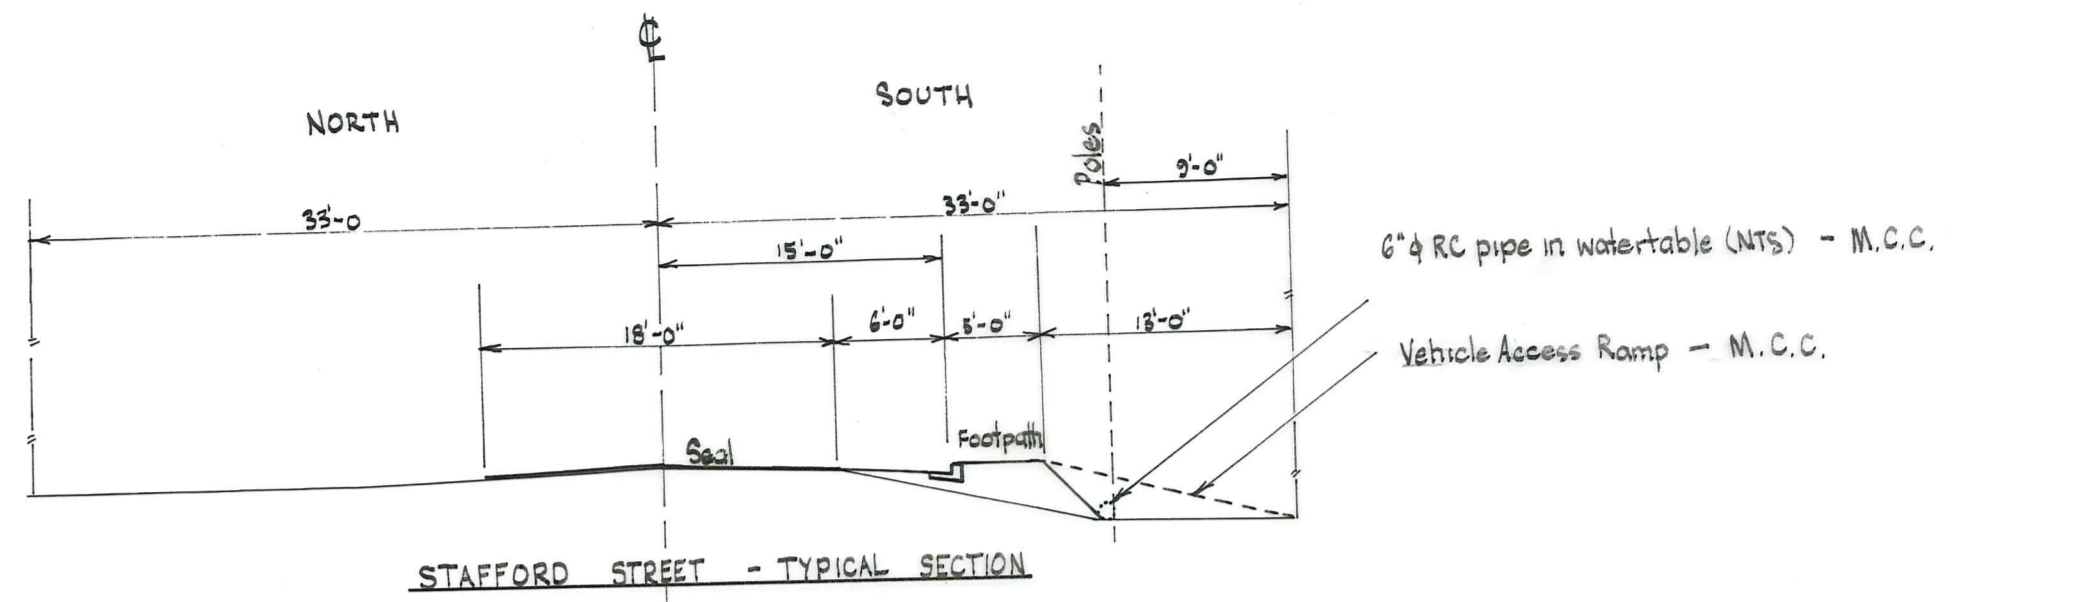 ℄
NORTH
SOUTH
Poles
9'-0"
33'-0
33'-0"
15'-0"
18'-0"
6'-0"
5'-0"
13'-0"
6"ϕ RC pipe in watertable (NTS) - M.C.C.
Vehicle Access Ramp - M.C.C.
Seal
Footpath
STAFFORD STREET - TYPICAL SECTION